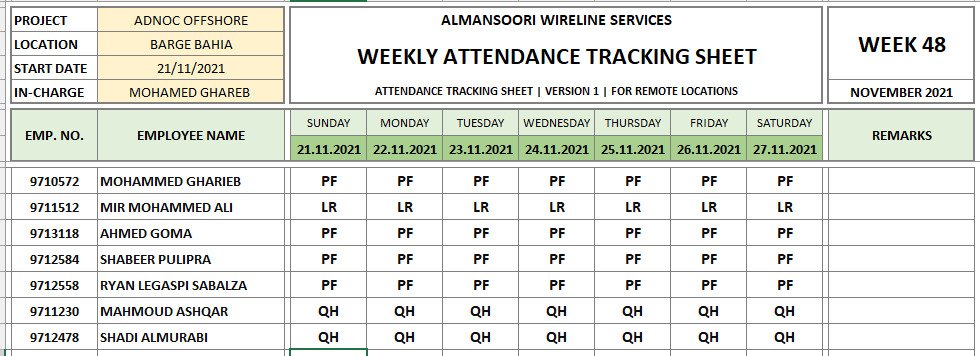 PROJECT ADNOC OFFSHORE
LOCATION BARGE BAHIA
START DATE 21/11/2021
IN-CHARGE MOHAMED GHAREB
ALMANSOORI WIRELINE SERVICES
WEEKLY ATTENDANCE TRACKING SHEET
ATTENDANCE TRACKING SHEET | VERSION 1 | FOR REMOTE LOCATIONS
WEEK 48
NOVEMBER 2021
EMP. NO. EMPLOYEE NAME SUNDAY MONDAY TUESDAY WEDNESDAY THURSDAY FRIDAY SATURDAY REMARKS
21.11.2021 22.11.2021 23.11.2021 24.11.2021 25.11.2021 26.11.2021 27.11.2021
9710572 MOHAMMED GHARIEB PF PF PF PF PF PF PF
9711512 MIR MOHAMMED ALI LR LR LR LR LR LR LR
9713118 AHMED GOMA PF PF PF PF PF PF PF
9712584 SHABEER PULIPRA PF PF PF PF PF PF PF
9712558 RYAN LEGASPI SABALZA PF PF PF PF PF PF PF
9711230 MAHMOUD ASHQAR QH QH QH QH QH QH QH
9712478 SHADI ALMURABI QH QH QH QH QH QH QH